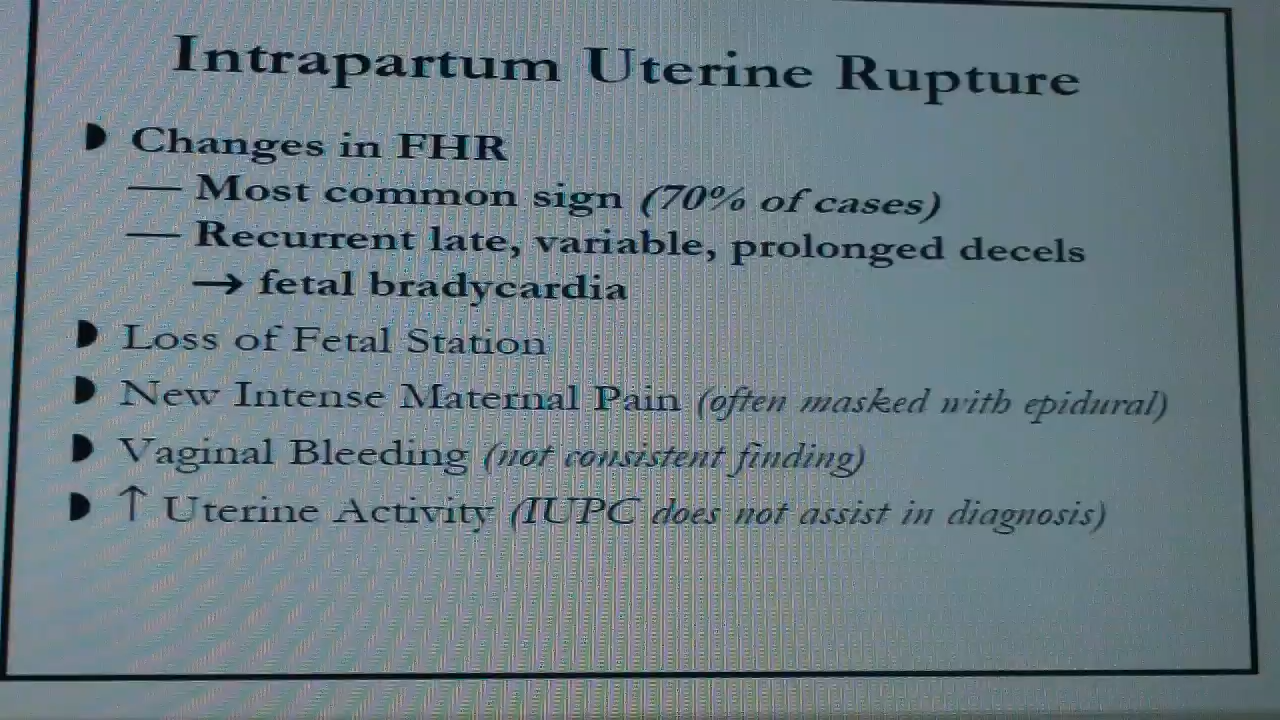 Intrapartum Uterine Rupture
◗ Changes in FHR
— Most common sign (70% of cases)
— Recurrent late, variable, prolonged decels
→ fetal bradycardia
◗ Loss of Fetal Station
◗ New Intense Maternal Pain (often masked with epidural)
◗ Vaginal Bleeding (not consistent finding)
◗ ↑ Uterine Activity (IUPC does not assist in diagnosis)